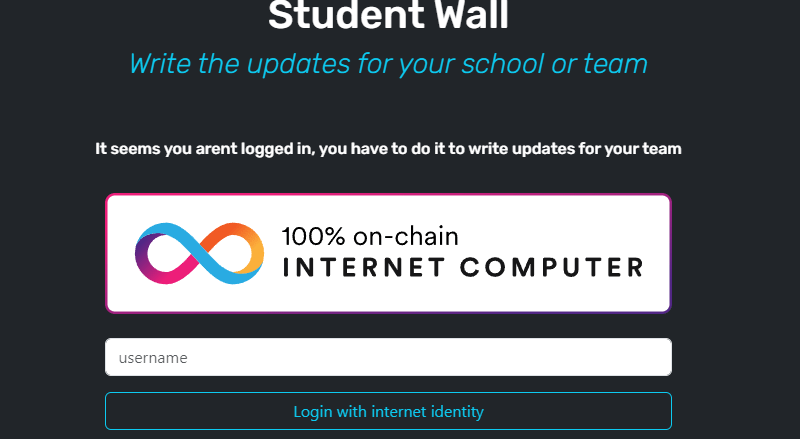 Student Wall
Write the updates for your school or team
It seems you arent logged in, you have to do it to write updates for your team
100% on-chain
INTERNET COMPUTER
username
Login with internet identity